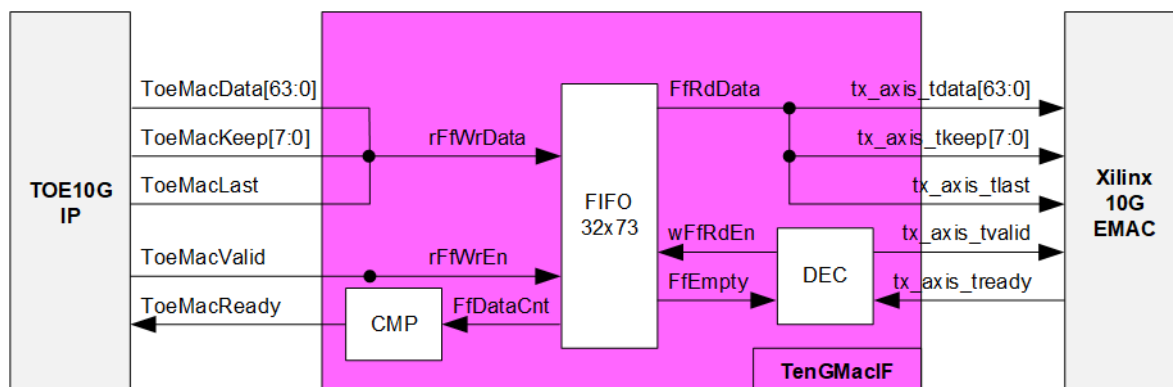 TOE10G
IP
ToeMacData[63:0]
ToeMacKeep[7:0]
ToeMacLast
ToeMacValid
ToeMacReady
rFfWrData
rFfWrEn
CMP
FfDataCnt
FIFO
32x73
FfRdData
wFfRdEn
FfEmpty
DEC
tx_axis_tdata[63:0]
tx_axis_tkeep[7:0]
tx_axis_tlast
tx_axis_tvalid
tx_axis_tready
TenGMacIF
Xilinx
10G
EMAC